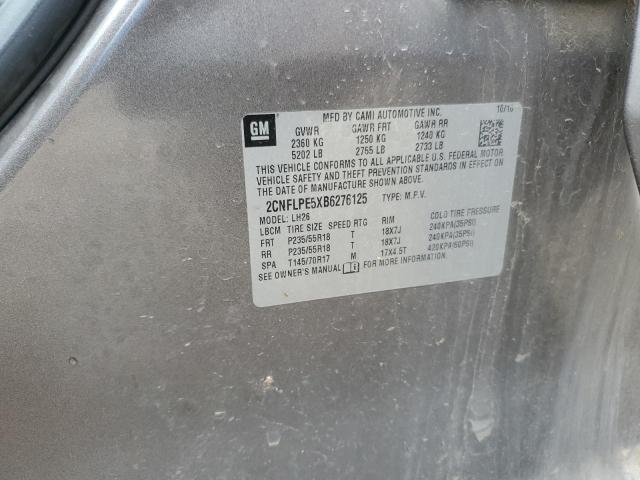 GM
MFD BY CAMI AUTOMOTIVE INC. 10/10
GVWR GAWR FRT GAWR RR
2360 KG 1250 KG 1240 KG
5202 LB 2755 LB 2733 LB
THIS VEHICLE CONFORMS TO ALL APPLICABLE U.S. FEDERAL MOTOR
VEHICLE SAFETY AND THEFT PREVENTION STANDARDS IN EFFECT ON
THE DATE OF MANUFACTURE SHOWN ABOVE.
2CNFLPE5XB6276125 TYPE: M.P.V.
MODEL: LH26
LBCM TIRE SIZE SPEED RTG RIM COLD TIRE PRESSURE
FRT P235/55R18 T 18X7J 240KPA(35PSI)
RR P235/55R18 T 18X7J 240KPA(35PSI)
SPA T145/70R17 M 17X4.5T 420KPA(60PSI)
SEE OWNER'S MANUAL FOR MORE INFORMATION.